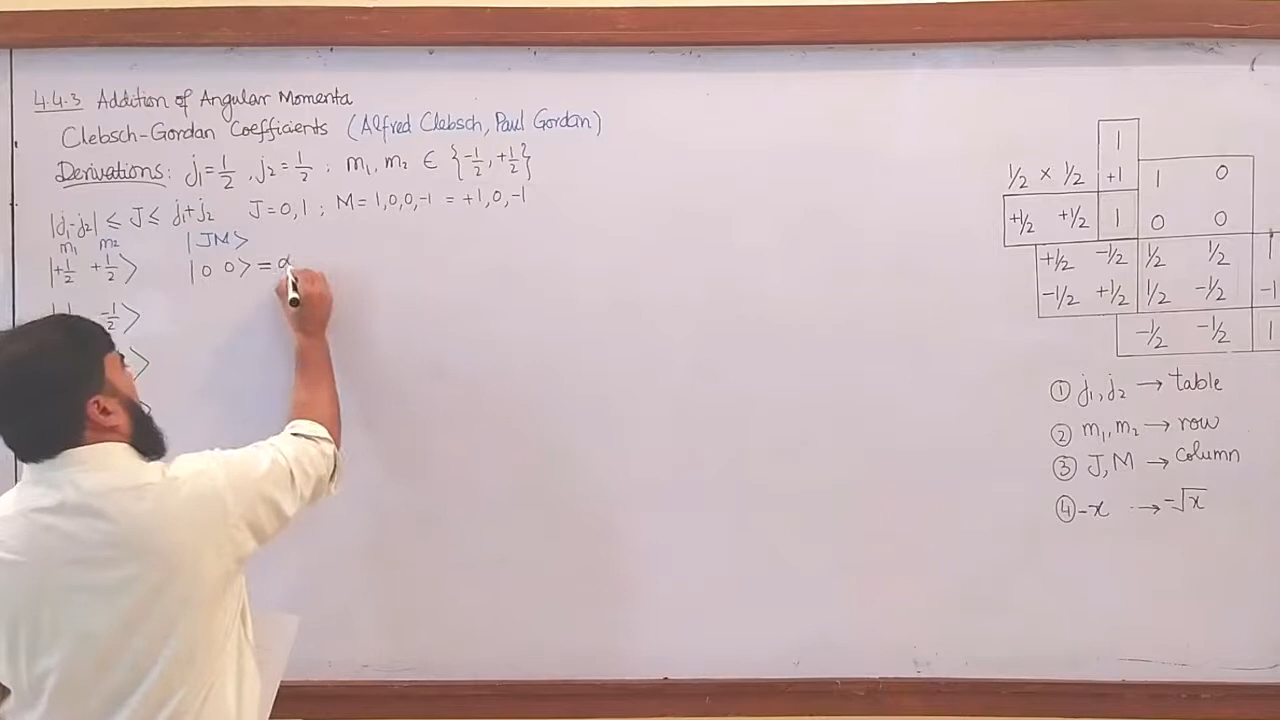 4.4.3 Addition of Angular Momenta
Clebsch-Gordan Coefficients (Alfred Clebsch, Paul Gordan)
Derivations: j₁=1/2, j₂=1/2 ; m₁, m₂ ∈ {-1/2, +1/2}
|j₁-j₂| ≤ J ≤ j₁+j₂ J=0,1 ; M=1,0,0,-1 = +1,0,-1
m₁ m₂ |JM>
|+1/2 +1/2> |0 0> = α
-1/2>
1
1/2 × 1/2 +1 1 0
+1/2 +1/2 1 0 0
+1/2 -1/2 1/2 1/2 1
-1/2 +1/2 1/2 -1/2 -1
-1/2 -1/2 1
① j₁, j₂ → table
② m₁, m₂ → row
③ J, M → column
④ -x → -√x